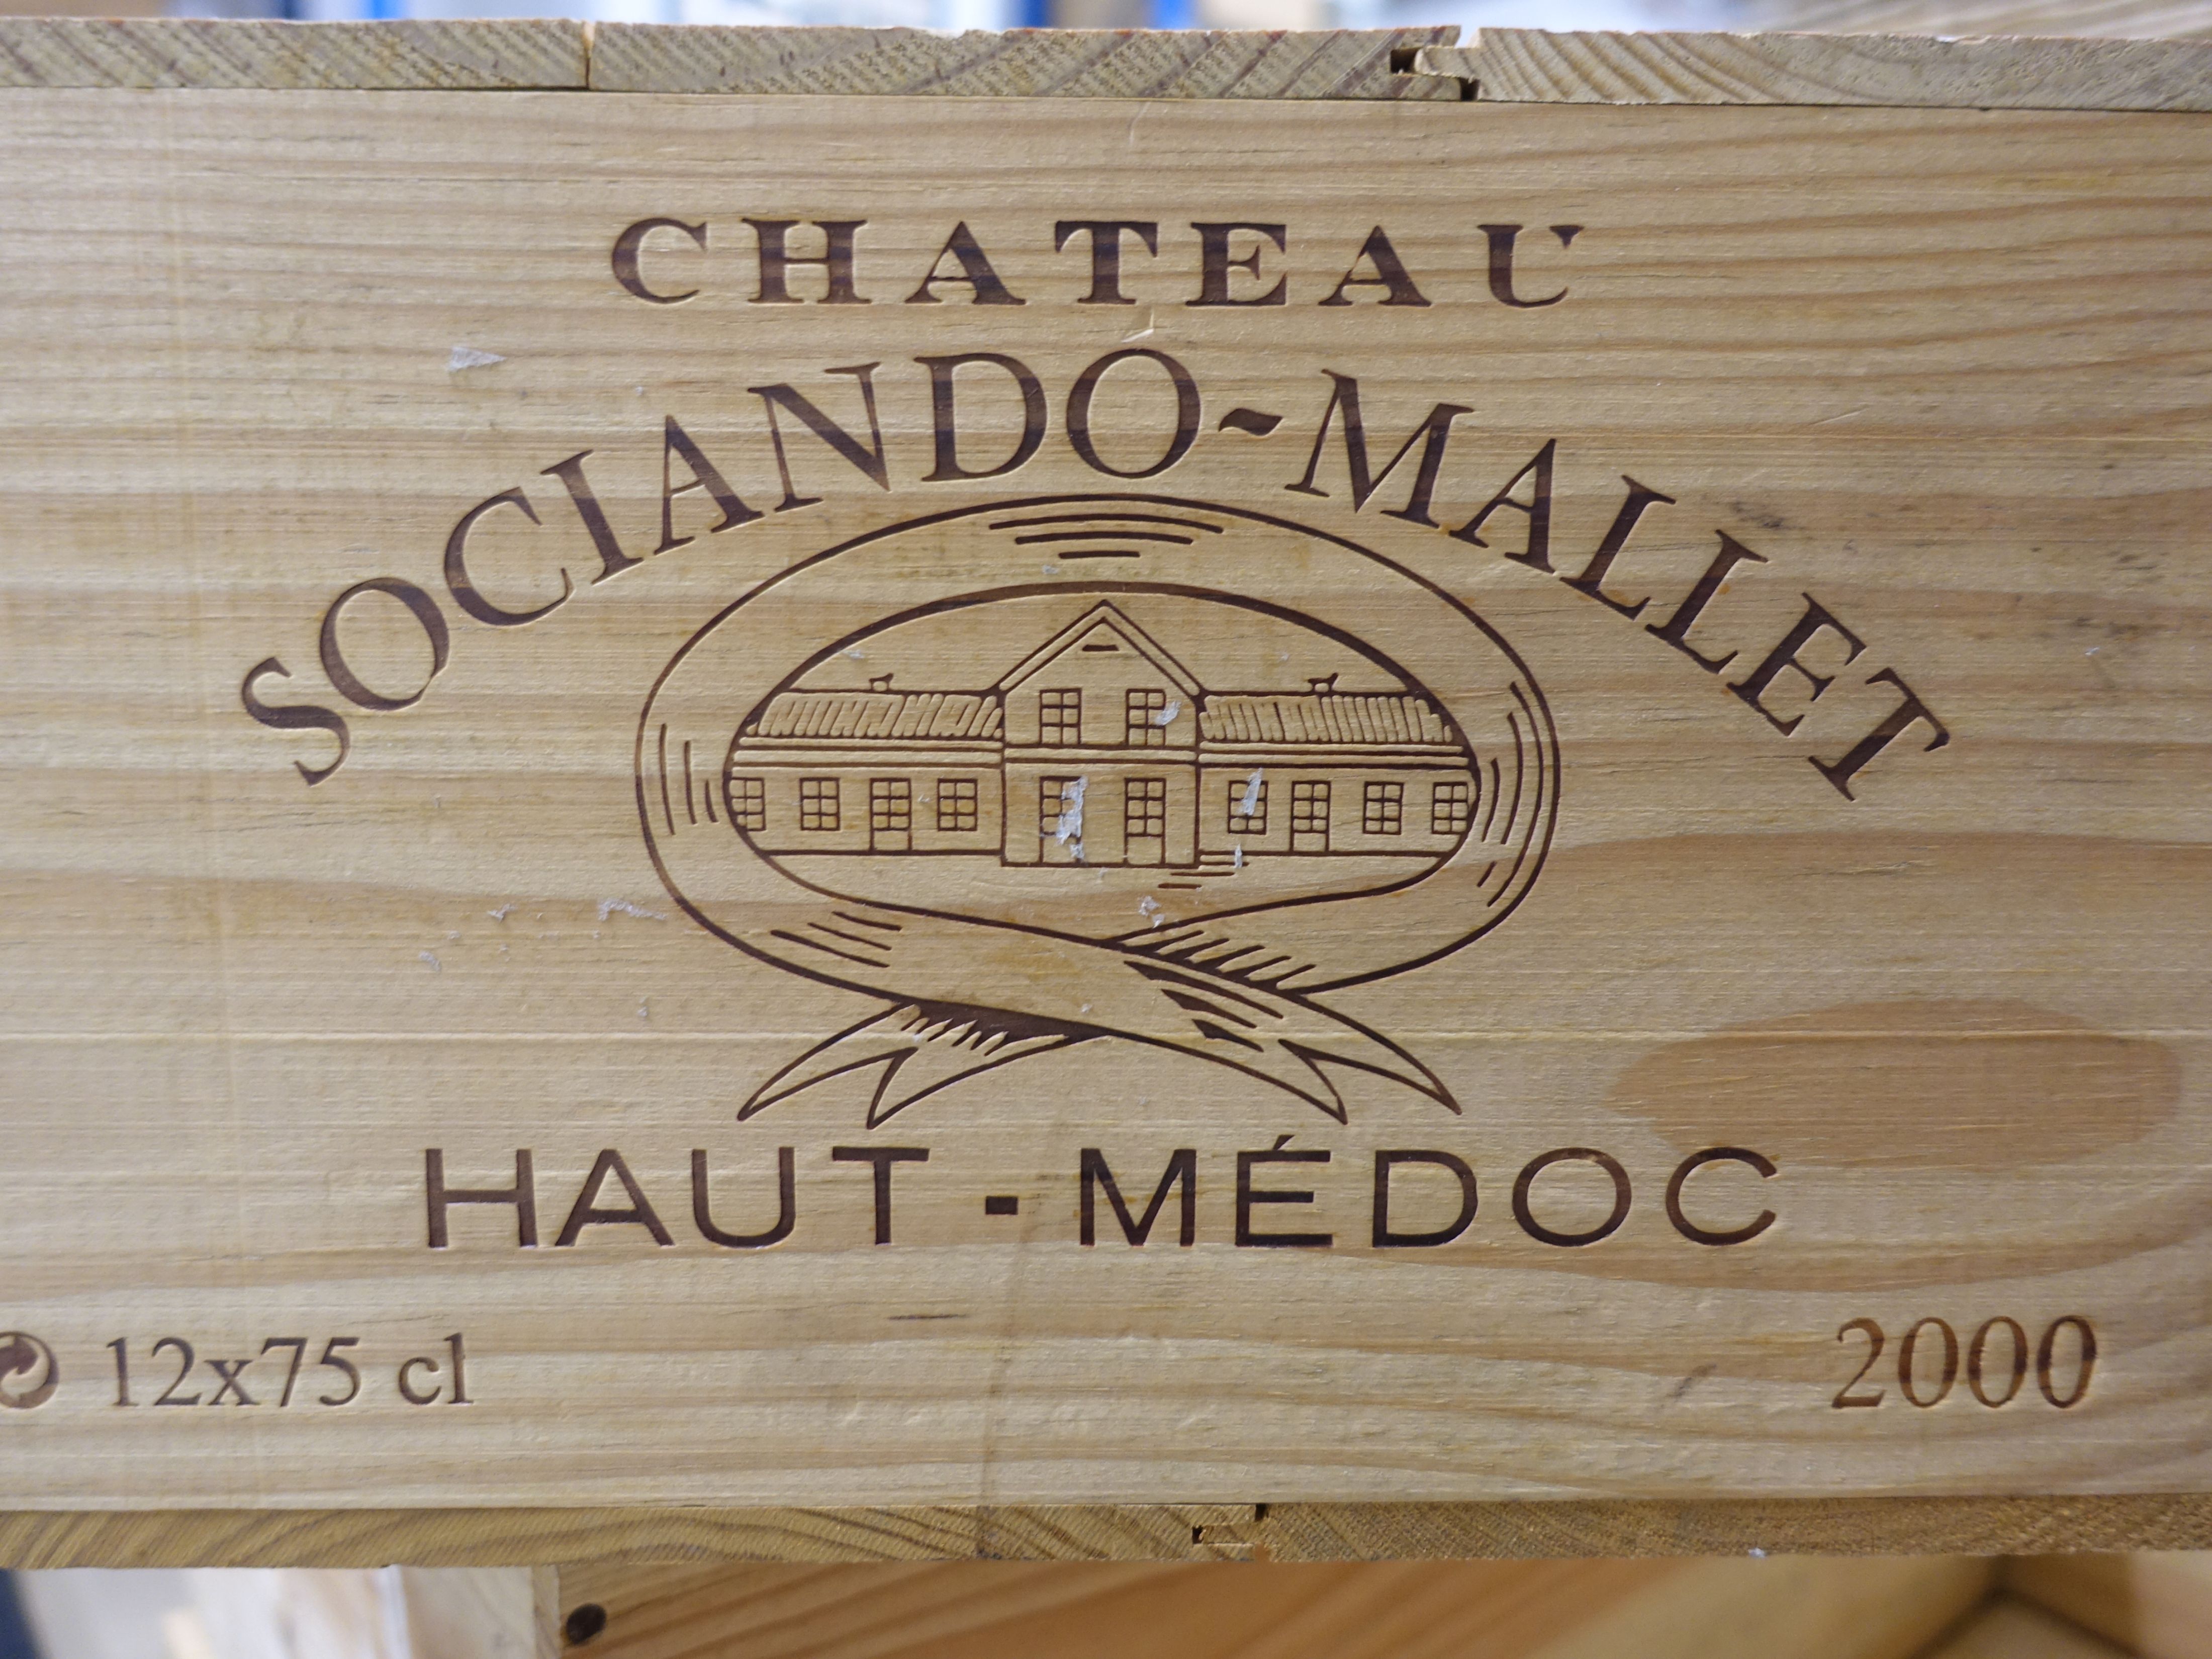 CHATEAU
SOCIANDO-MALLET
HAUT-MÉDOC
12x75 cl
2000